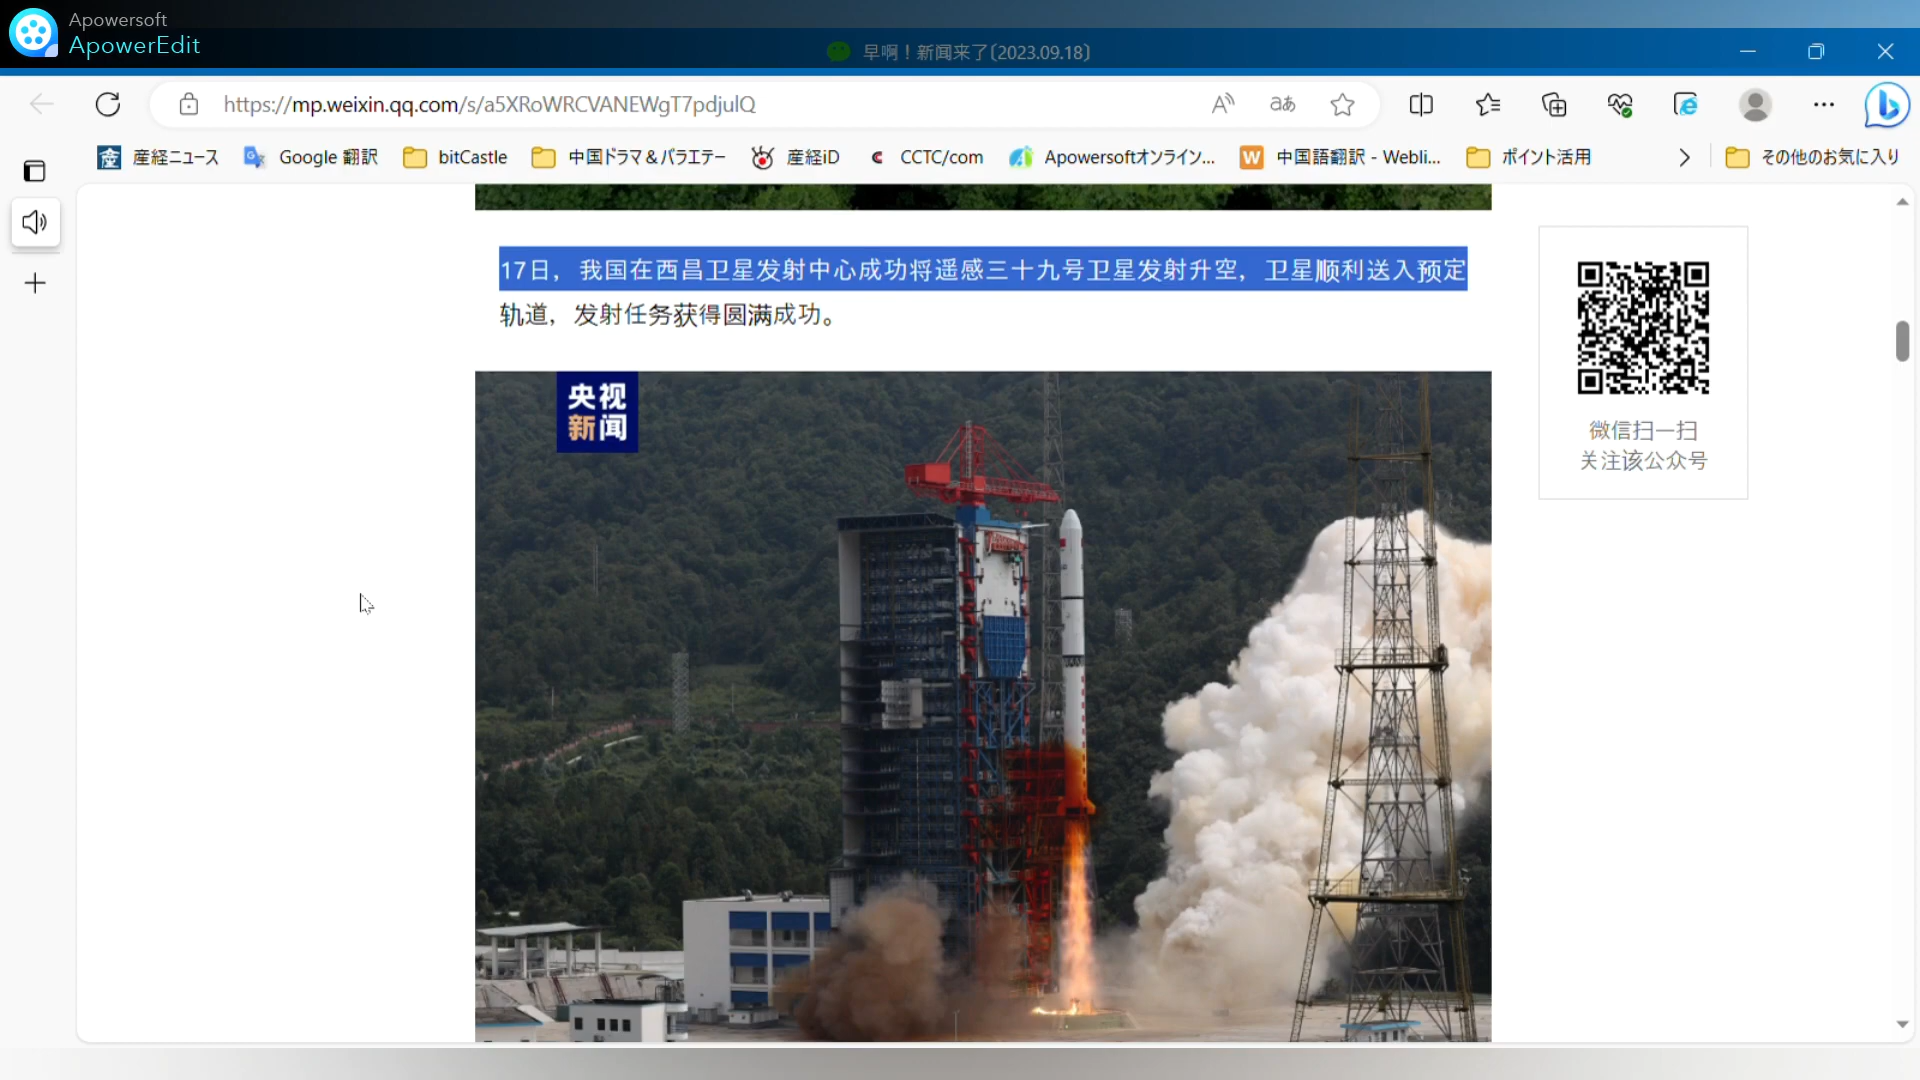 Apowersoft
ApowerEdit
早啊！新闻来了〔2023.09.18〕
https://mp.weixin.qq.com/s/a5XRoWRCVANEWgT7pdjulQ
産経ニュース
Google 翻訳
bitCastle
中国ドラマ＆バラエテー
産経iD
CCTC/com
Apowersoftオンライン...
中国語翻訳 - Webli...
ポイント活用
その他のお気に入り
17日，我国在西昌卫星发射中心成功将遥感三十九号卫星发射升空，卫星顺利送入预定
轨道，发射任务获得圆满成功。
央视
新闻
微信扫一扫
关注该公众号